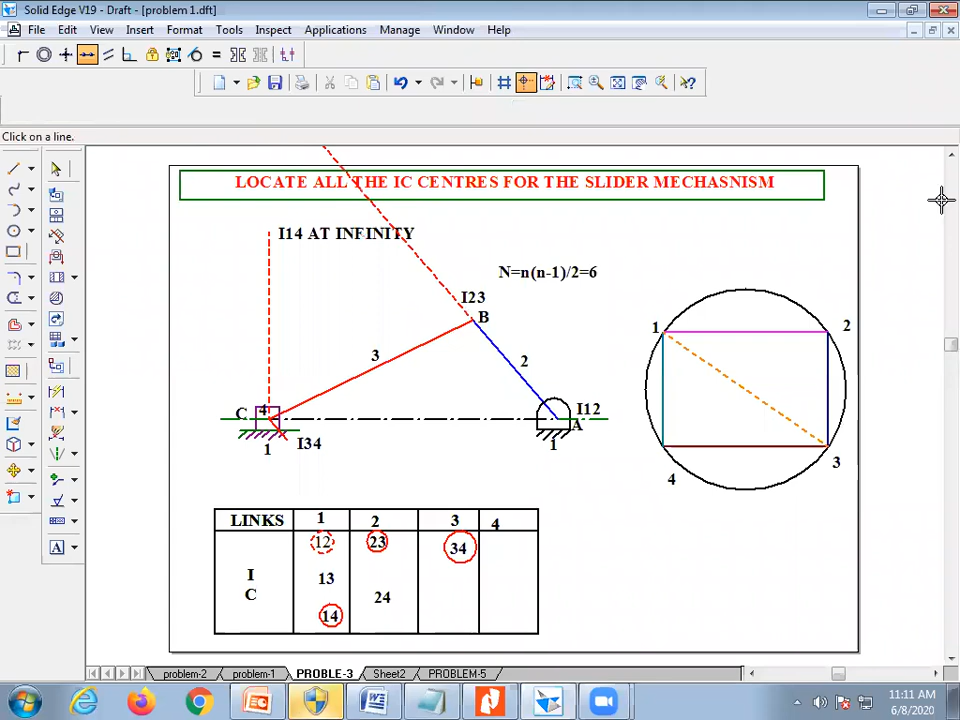 Solid Edge V19 - Draft - [problem 1.dft]
File Edit View Insert Format Tools Inspect Applications Manage Window Help
Click on a line.
LOCATE ALL THE IC CENTRES FOR THE SLIDER MECHASNISM
I14 AT INFINITY
N=n(n-1)/2=6
I23
B
1
2
3
2
C
4
I12
A
1
I34
1
3
4
LINKS 1 2 3 4
12 23 34
I
C
13
24
14
problem-2 problem-1 PROBLE-3 Sheet2 PROBLEM-5
11:11 AM
6/8/2020